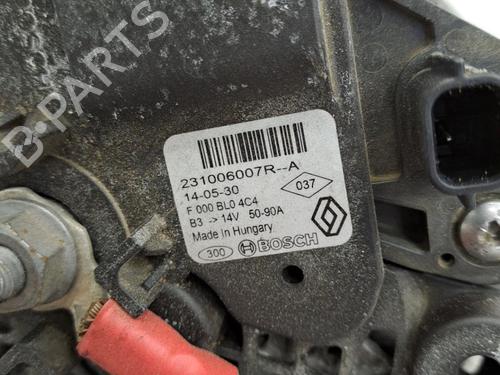 231006007R--A
14-05-30
037
F 000 BL0 4C4
B3 -> 14V 50-90A
Made In Hungary
300 BOSCH
B-PARTS